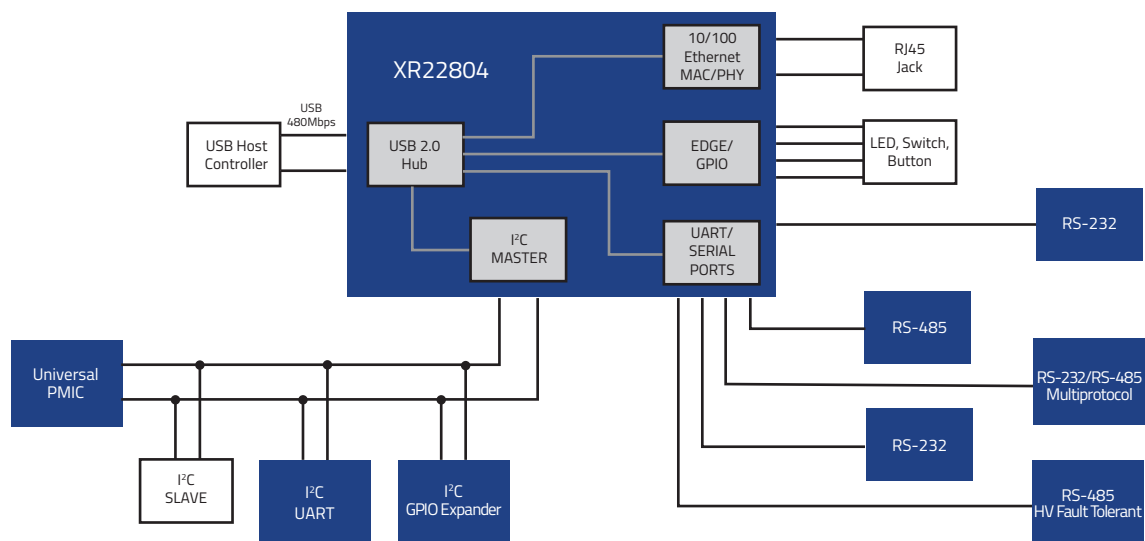 XR22804
10/100
Ethernet
MAC/PHY
RJ45
Jack
USB
480Mbps
USB Host
Controller
USB 2.0
Hub
EDGE/
GPIO
LED, Switch,
Button
I²C
MASTER
UART/
SERIAL
PORTS
RS-232
RS-485
Universal
PMIC
RS-232/RS-485
Multiprotocol
RS-232
I²C
SLAVE
I²C
UART
I²C
GPIO Expander
RS-485
HV Fault Tolerant